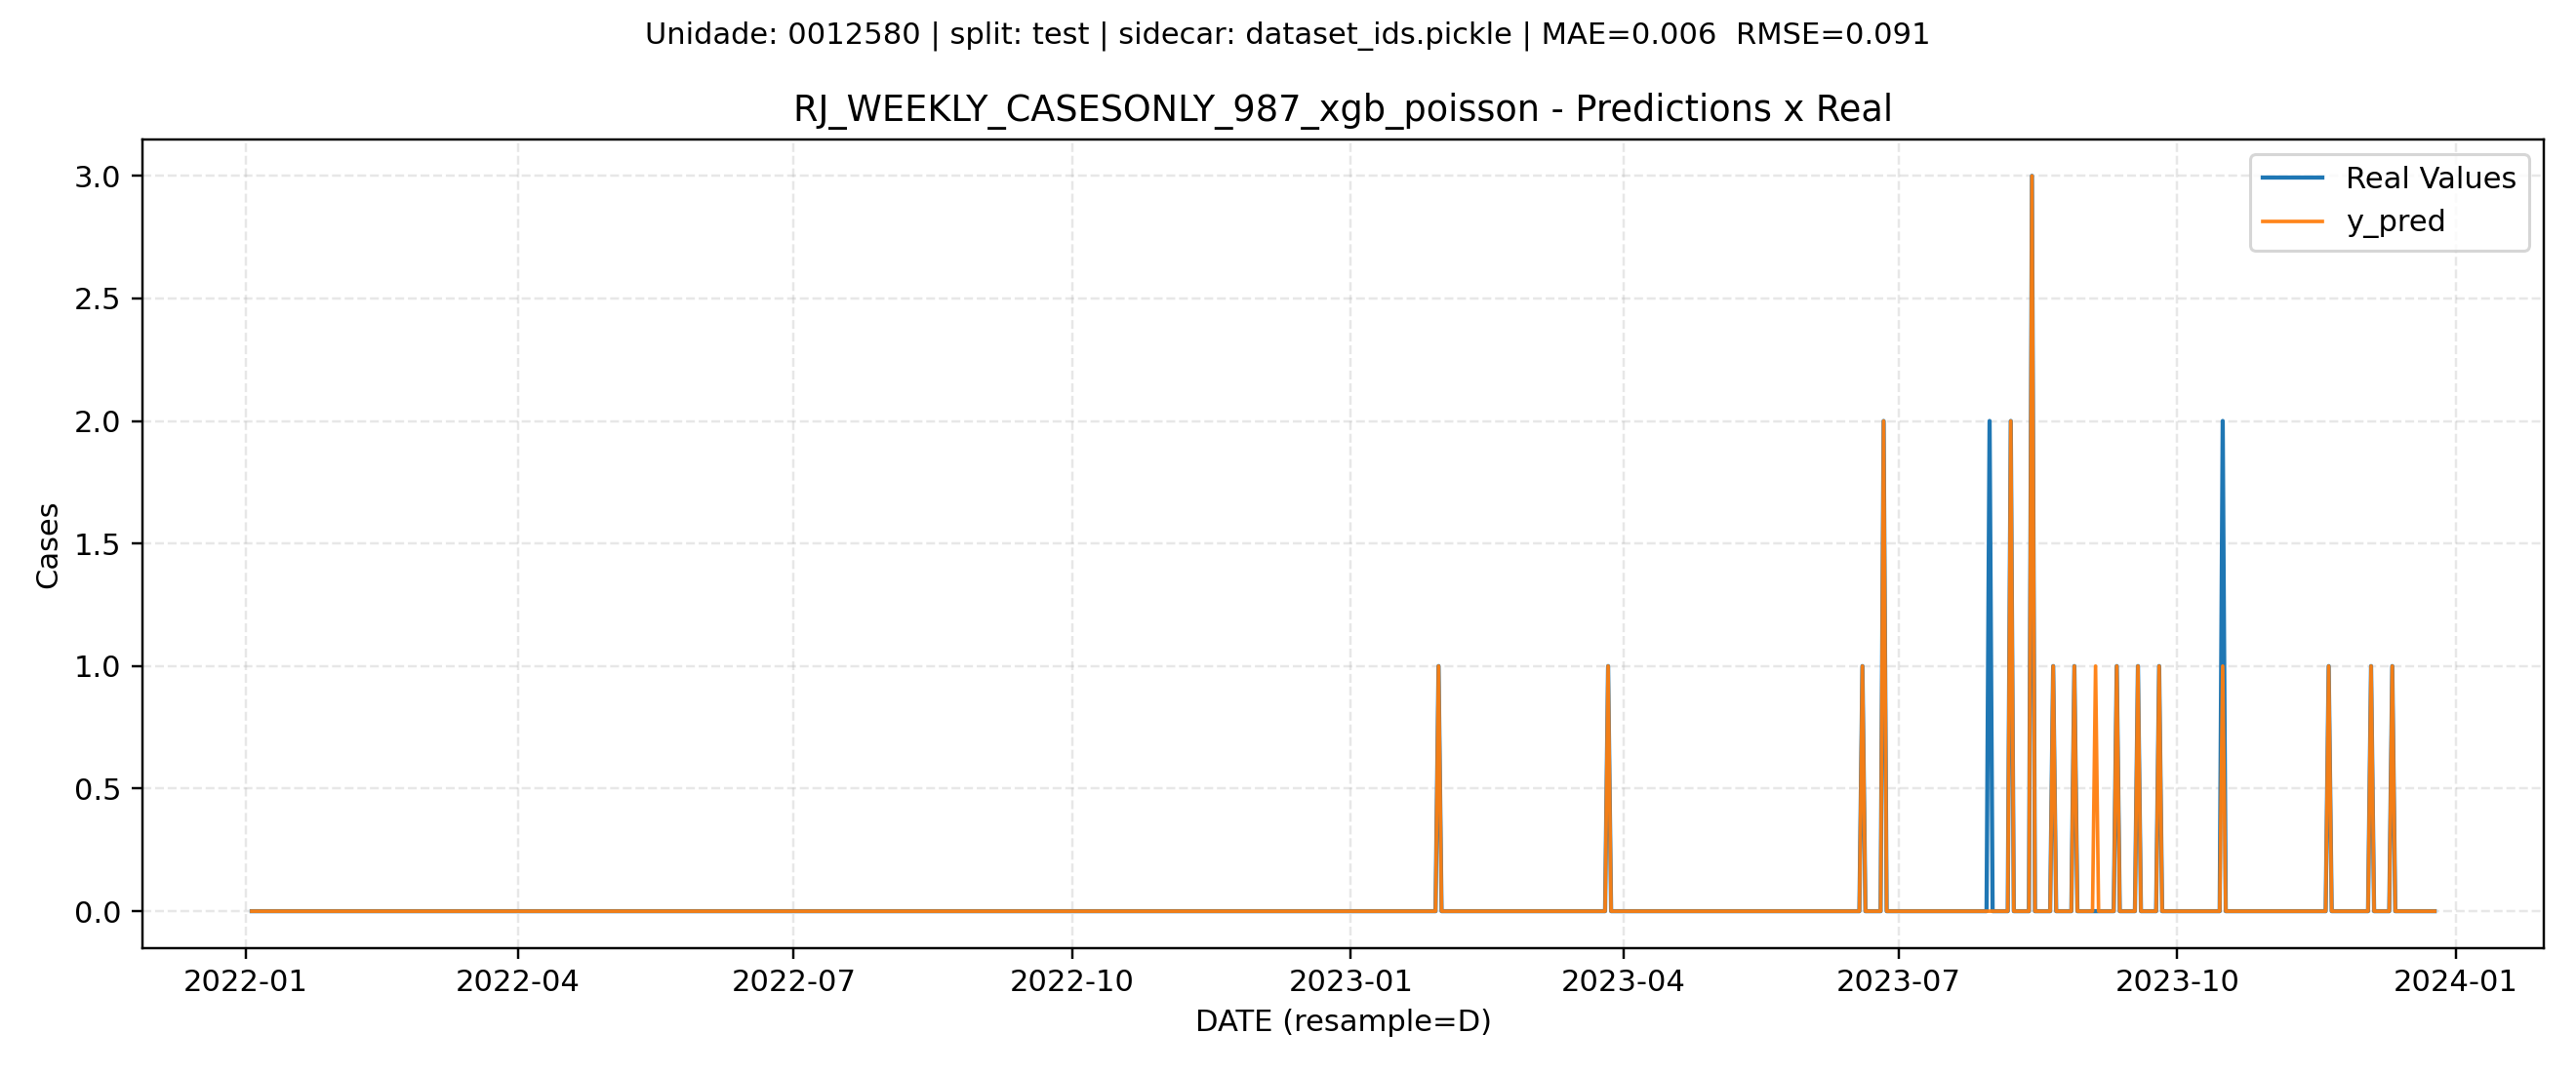 Unidade: 0012580 | split: test | sidecar: dataset_ids.pickle | MAE=0.006  RMSE=0.091
RJ_WEEKLY_CASESONLY_987_xgb_poisson - Predictions x Real
Real Values
y_pred
3.0
2.5
2.0
1.5
1.0
0.5
0.0
Cases
2022-01
2022-04
2022-07
2022-10
2023-01
2023-04
2023-07
2023-10
2024-01
DATE (resample=D)